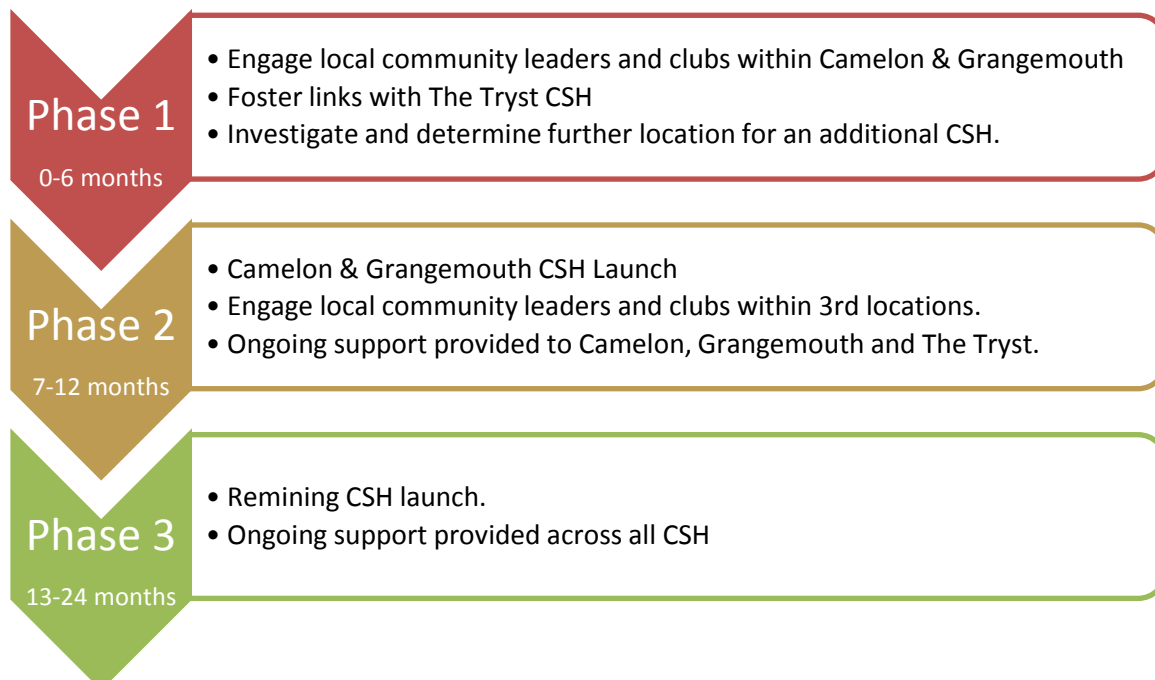 Phase 1
0-6 months
• Engage local community leaders and clubs within Camelon & Grangemouth
• Foster links with The Tryst CSH
• Investigate and determine further location for an additional CSH.
Phase 2
7-12 months
• Camelon & Grangemouth CSH Launch
• Engage local community leaders and clubs within 3rd locations.
• Ongoing support provided to Camelon, Grangemouth and The Tryst.
Phase 3
13-24 months
• Remining CSH launch.
• Ongoing support provided across all CSH